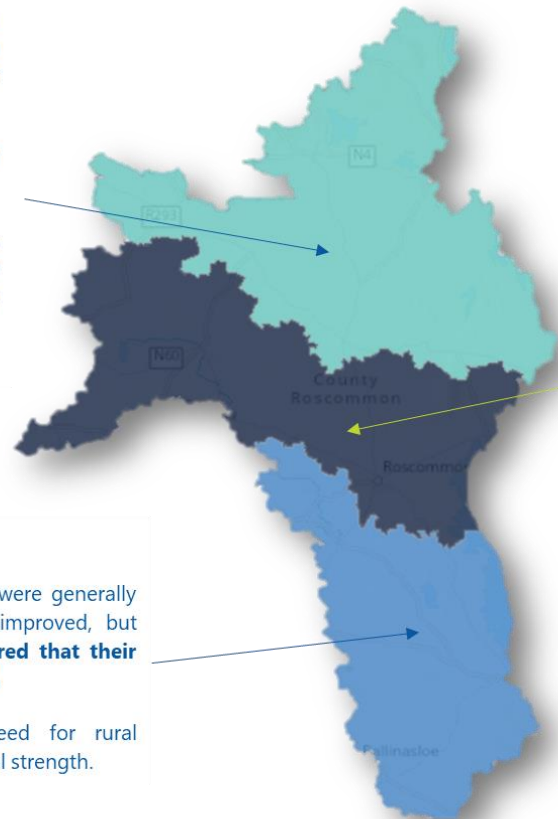 N4
R293
N60
County
Roscommon
Roscommo
were generally
improved, but
red that their
eed for rural
l strength.
Ballinasloe